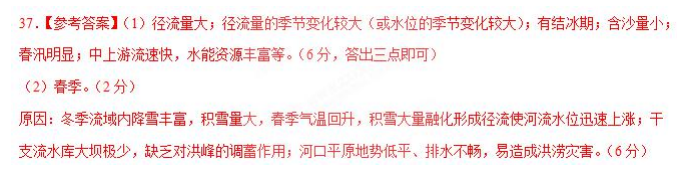 37.【参考答案】（1）径流量大；径流量的季节变化较大（或水位的季节变化较大）；有结冰期；含沙量小；
春汛明显；中上游流速快，水能资源丰富等。（6分，答出三点即可）
（2）春季。（2分）
原因：冬季流域内降雪丰富，积雪量大，春季气温回升，积雪大量融化形成径流使河流水位迅速上涨；干
支流水库大坝极少，缺乏对洪峰的调蓄作用；河口平原地势低平、排水不畅，易造成洪涝灾害。（6分）